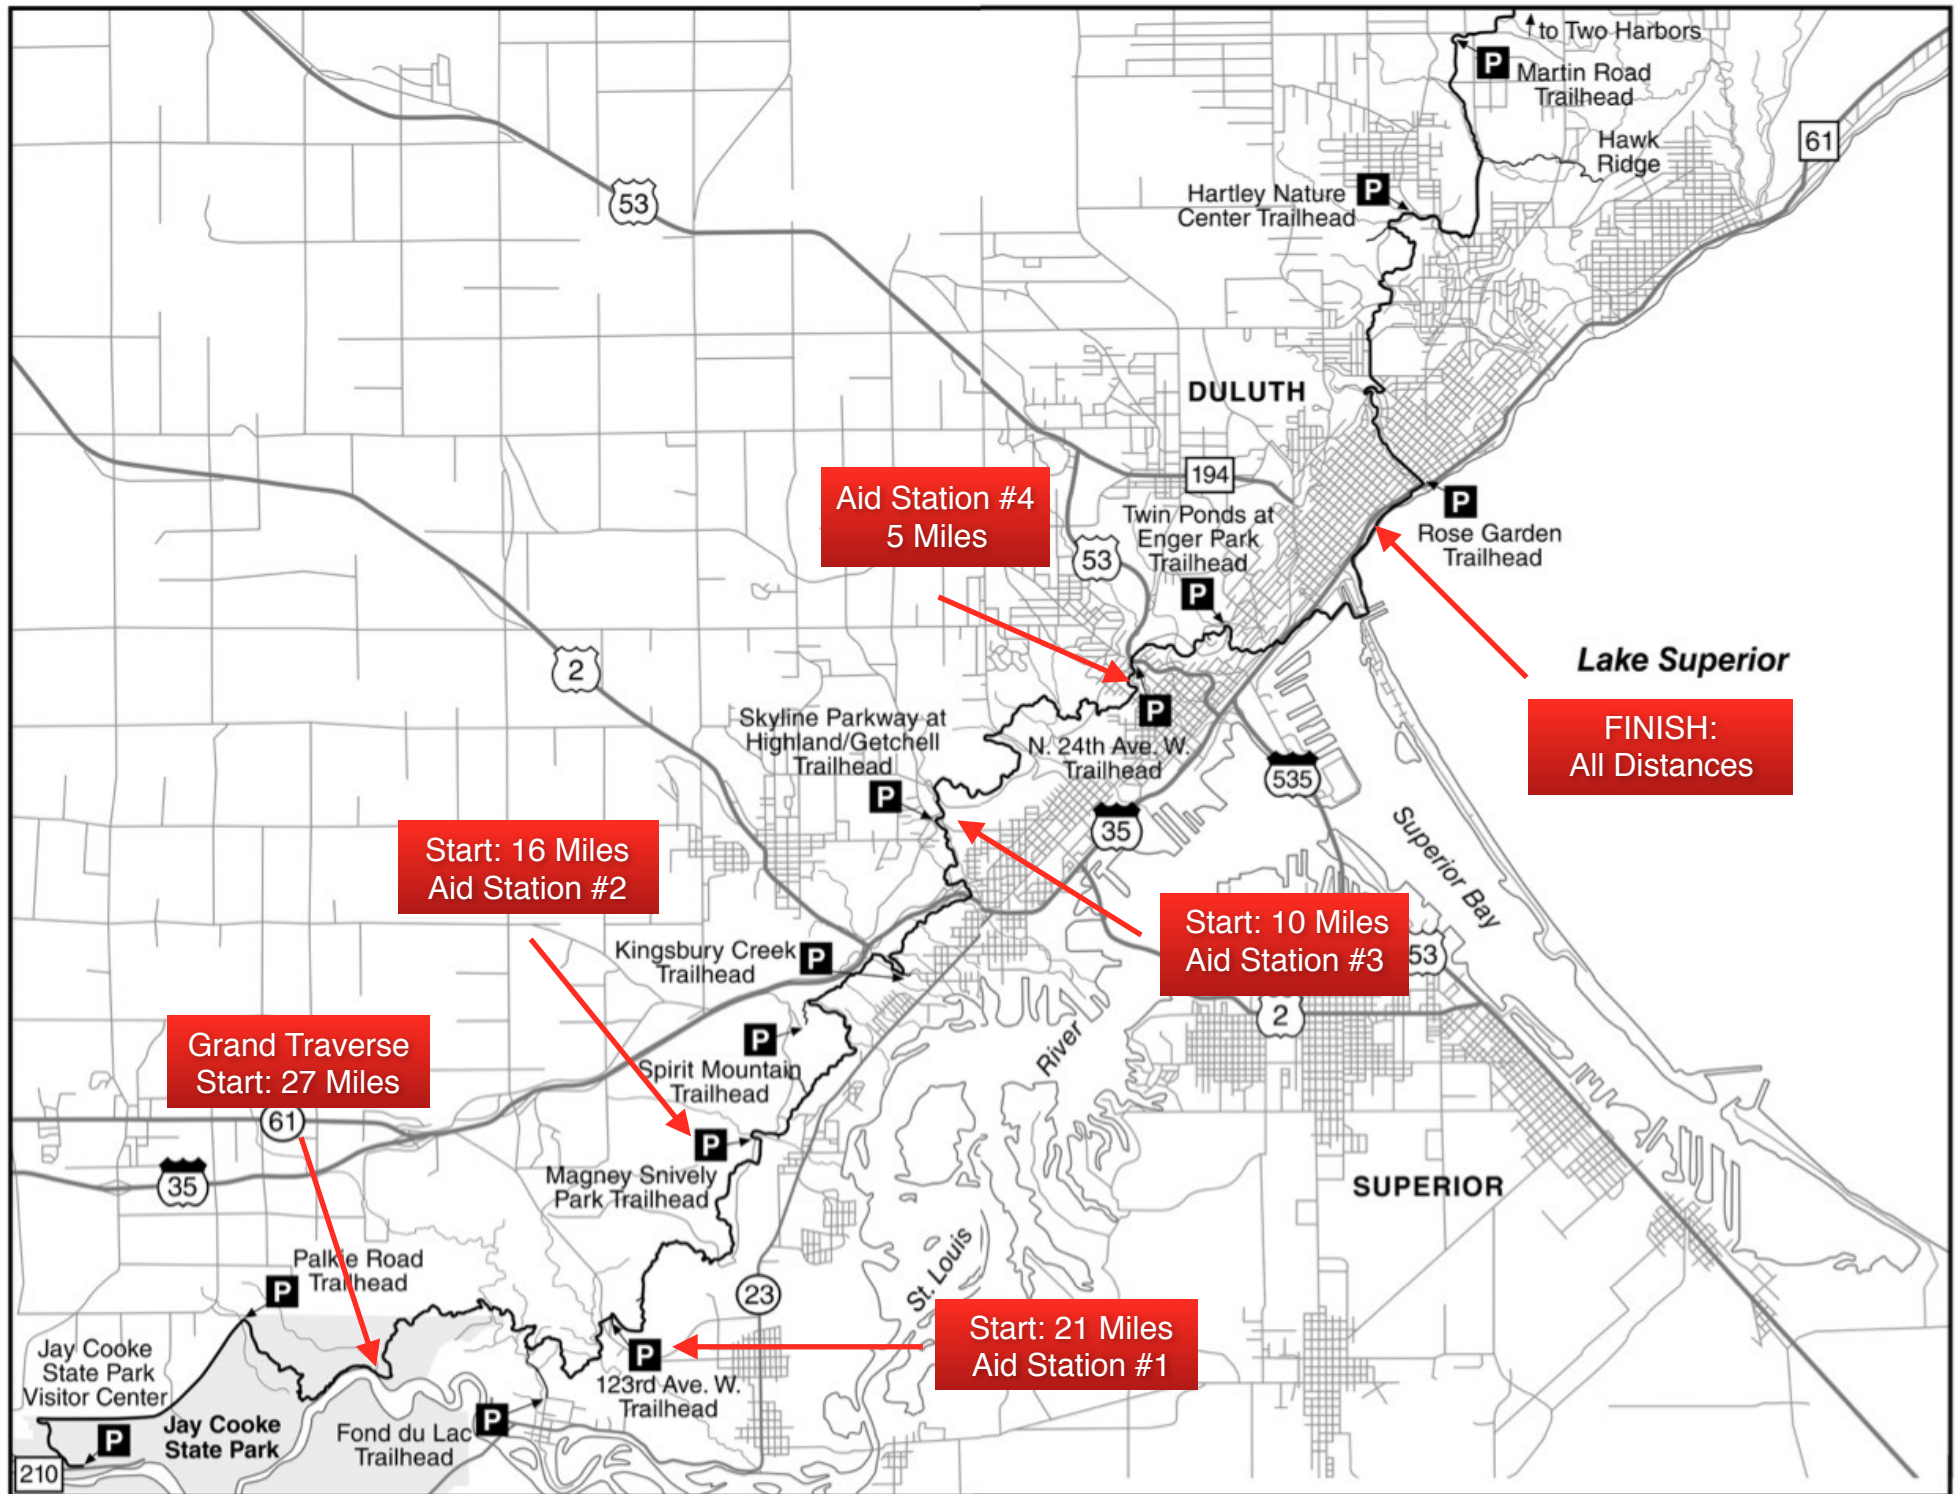 to Two Harbors
P
Martin Road
Trailhead
Hawk
Ridge
61
53
P
Hartley Nature
Center Trailhead
DULUTH
194
Aid Station #4
5 Miles
Twin Ponds at
Enger Park
Trailhead
P
53
P
Rose Garden
Trailhead
Lake Superior
2
FINISH:
All Distances
Skyline Parkway at
Highland/Getchell
Trailhead
P
P
N. 24th Ave. W.
Trailhead
535
35
Superior Bay
Start: 16 Miles
Aid Station #2
Start: 10 Miles
Aid Station #3
53
2
Kingsbury Creek
Trailhead
P
River
Grand Traverse
Start: 27 Miles
P
Spirit Mountain
Trailhead
61
35
P
Magney Snively
Park Trailhead
SUPERIOR
St. Louis
Palkie Road
Trailhead
P
23
Start: 21 Miles
Aid Station #1
Jay Cooke
State Park
Visitor Center
P
123rd Ave. W.
Trailhead
Jay Cooke
State Park
P
Fond du Lac
Trailhead
P
210